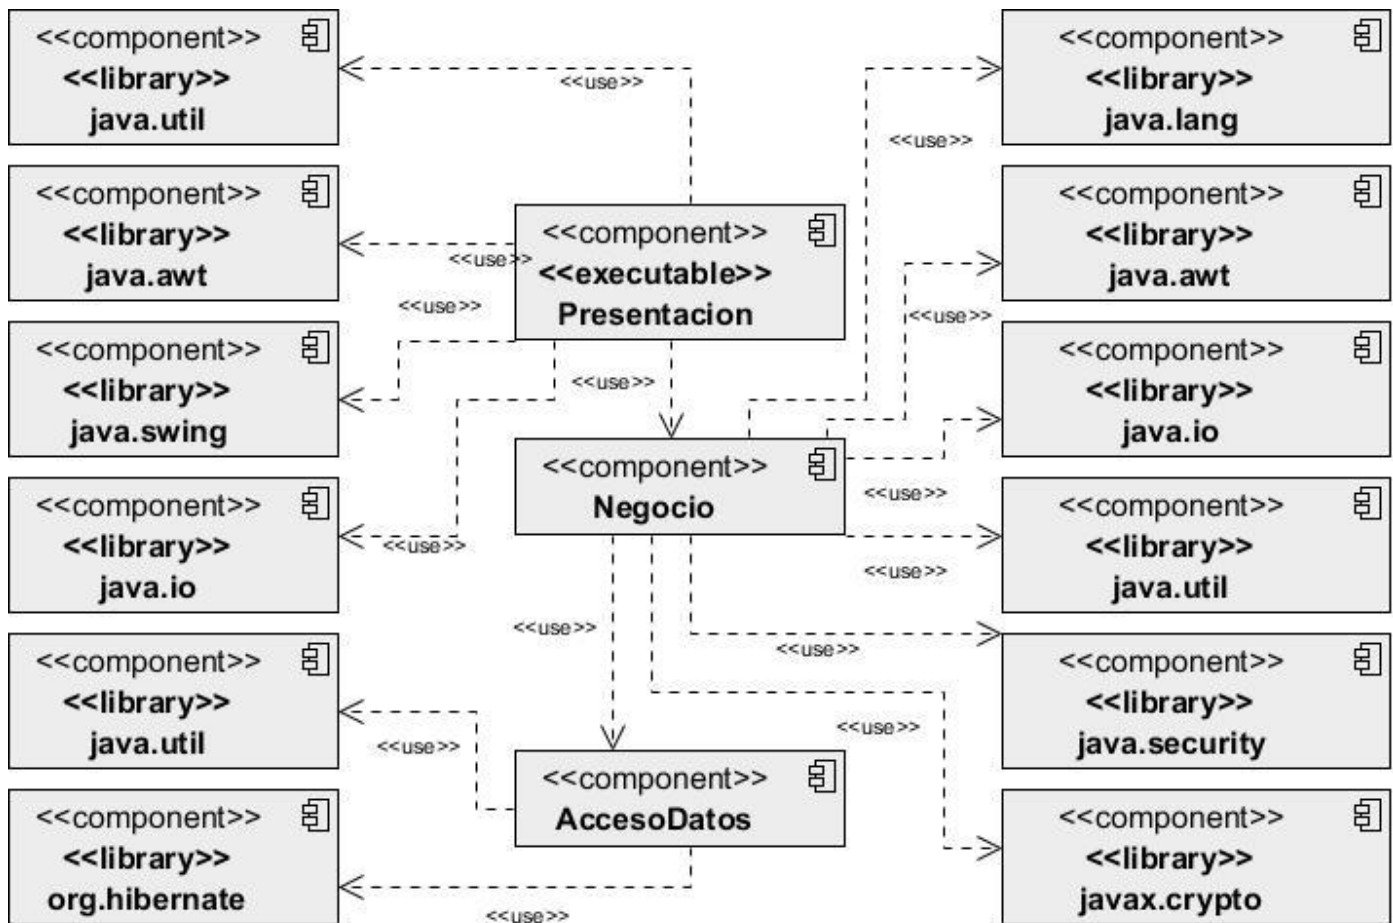 <<component>>
<<library>>
java.util
<<component>>
<<library>>
java.awt
<<component>>
<<library>>
java.swing
<<component>>
<<library>>
java.io
<<component>>
<<library>>
java.util
<<component>>
<<library>>
org.hibernate
<<use>>
<<use>>
<<use>>
<<use>>
<<use>>
<<component>>
<<executable>>
Presentacion
<<component>>
Negocio
<<use>>
<<use>>
<<component>>
AccesoDatos
<<use>>
<<use>>
<<use>>
<<use>>
<<use>>
<<use>>
<<use>>
<<component>>
<<library>>
java.lang
<<component>>
<<library>>
java.awt
<<component>>
<<library>>
java.io
<<component>>
<<library>>
java.util
<<component>>
<<library>>
java.security
<<component>>
<<library>>
javax.crypto